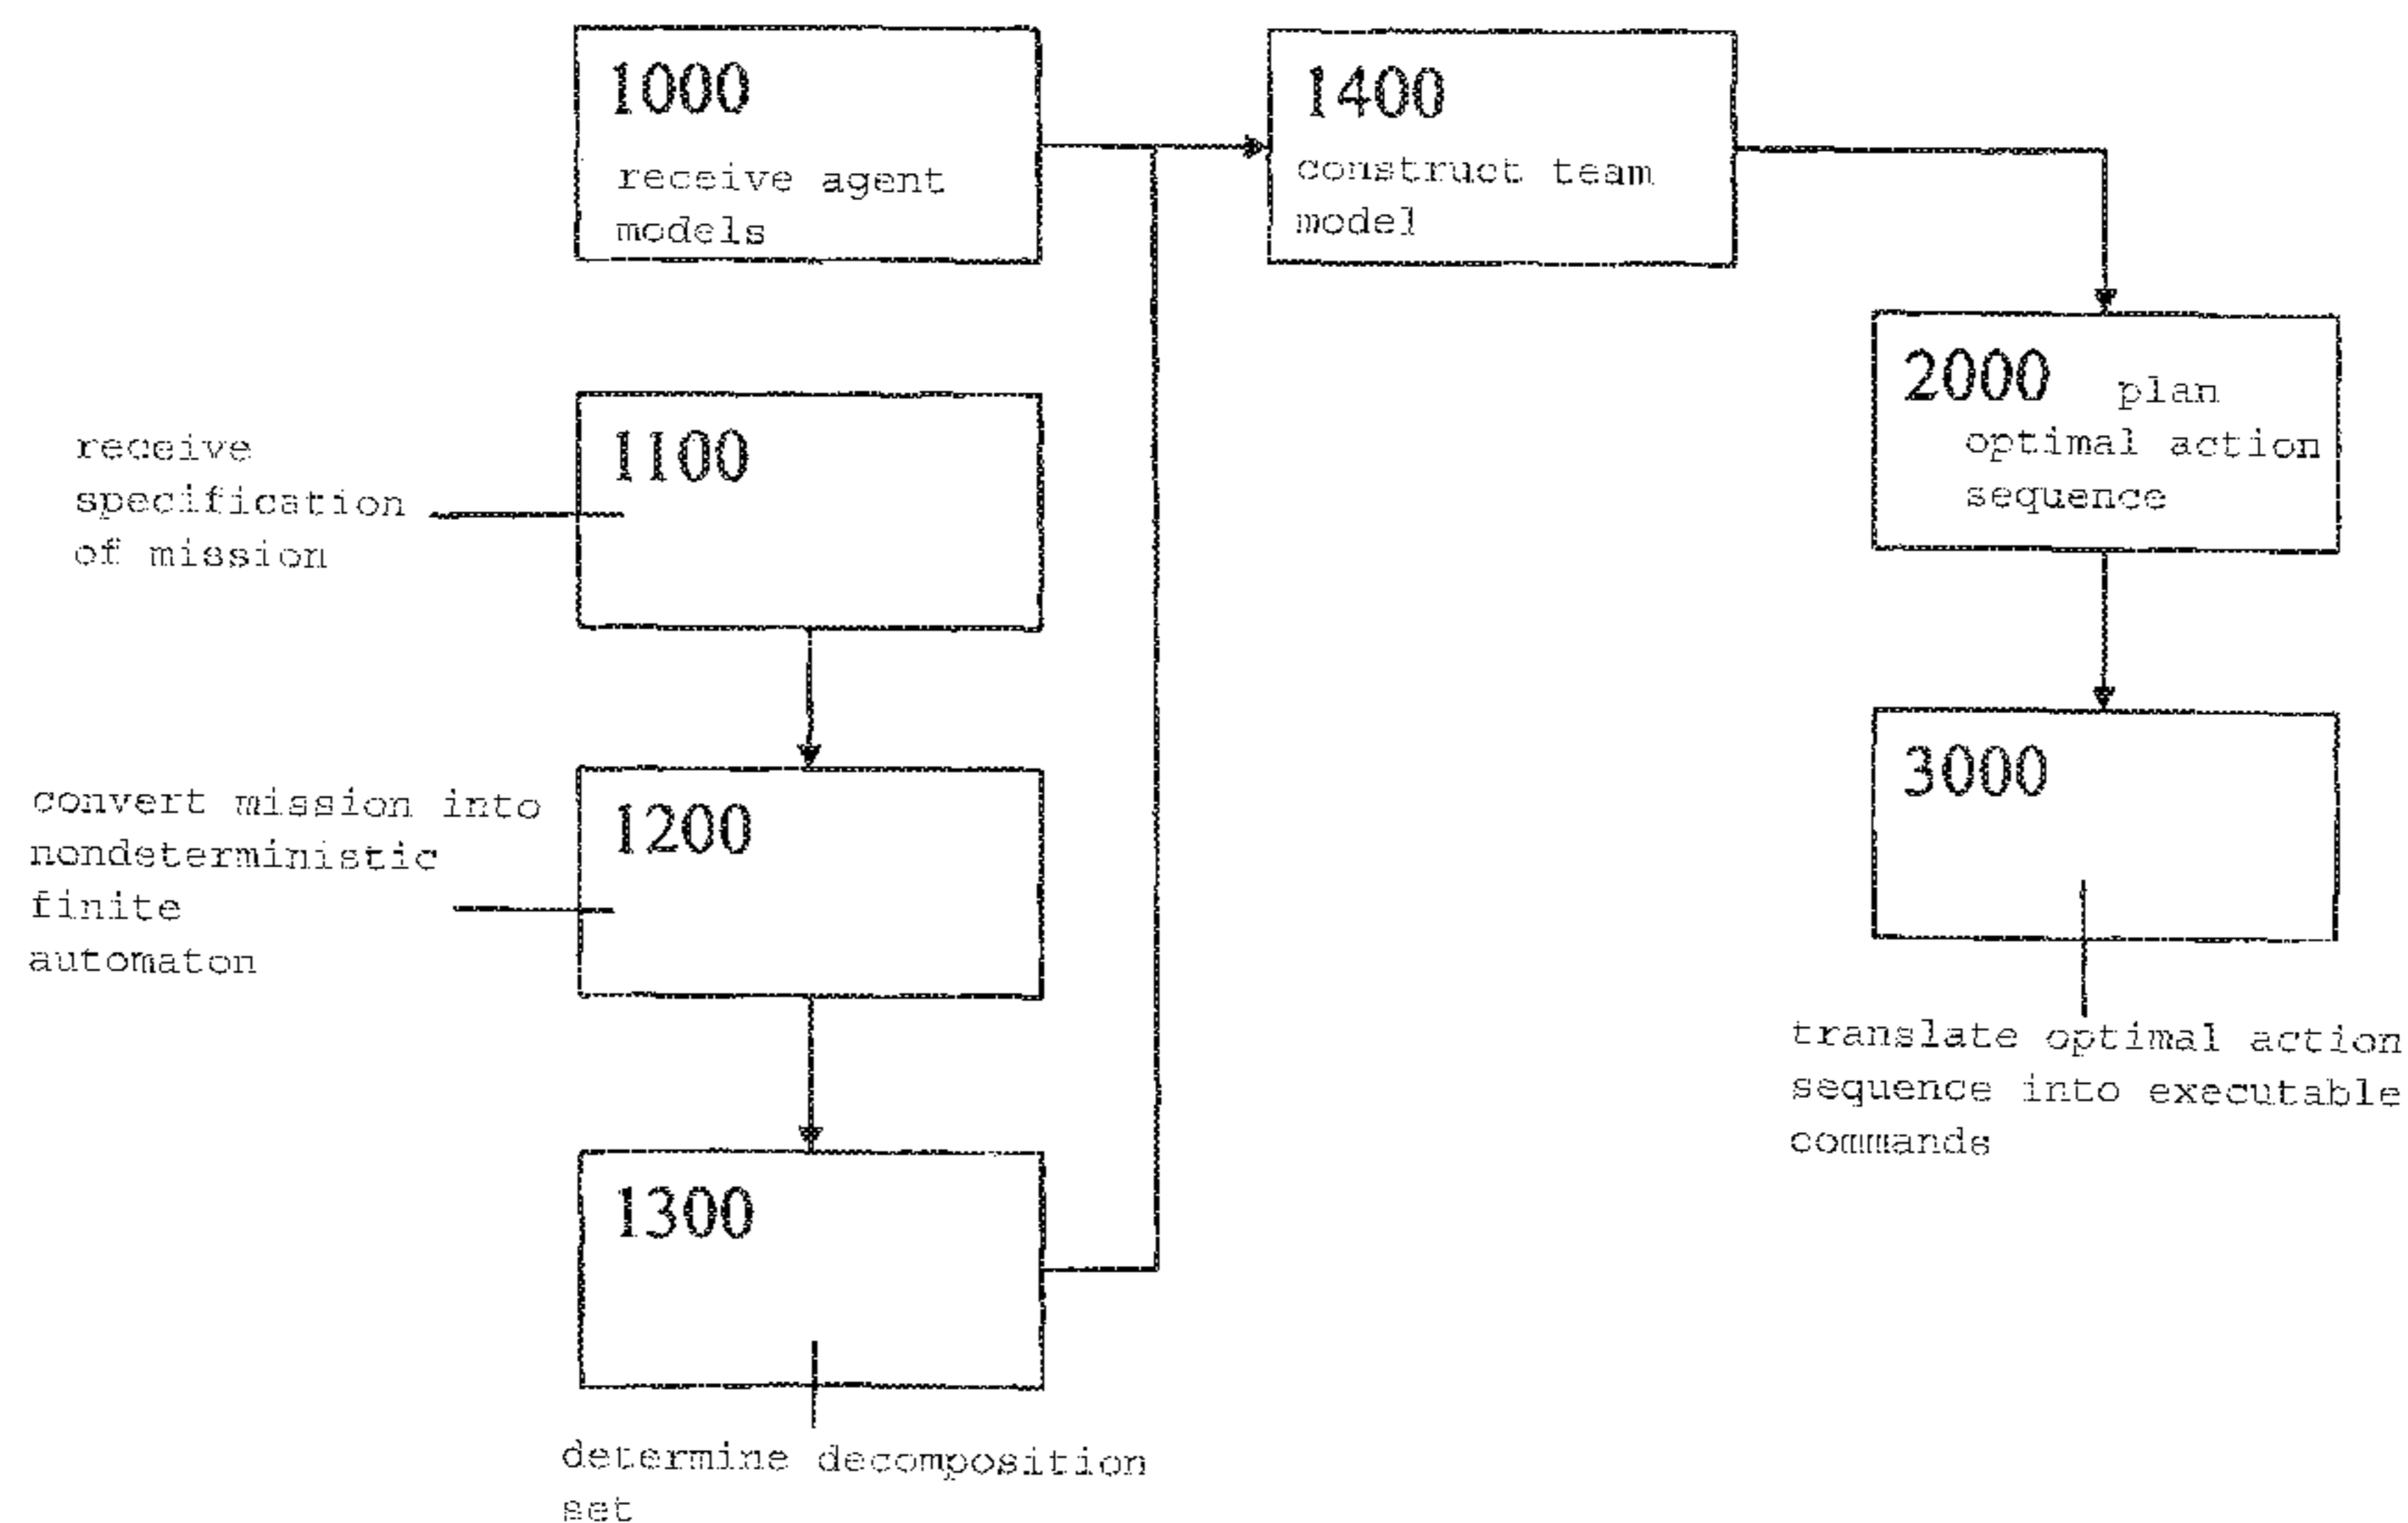 1000
receive agent
models
1400
construct team
model
2000 plan
optimal action
sequence
receive
specification
of mission
1100
convert mission into
nondeterministic
finite
automaton
1200
3000
translate optimal action
sequence into executable
commands
1300
determine decomposition
set